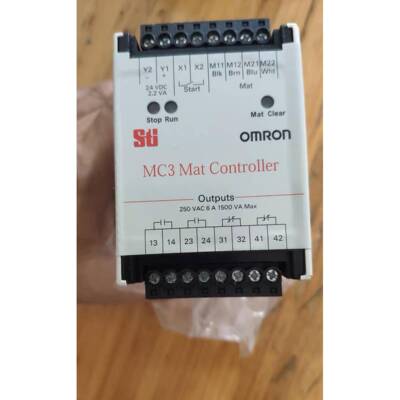 Y2 Y1 X1 X2 M11 M12 M21 M22
- + Blk Brn Blu Wht
24 VDC Start Mat
2.2 VA
Stop Run Mat Clear
Sti OMRON
MC3 Mat Controller
Outputs
250 VAC 6 A 1500 VA Max
13 14 23 24 31 32 41 42